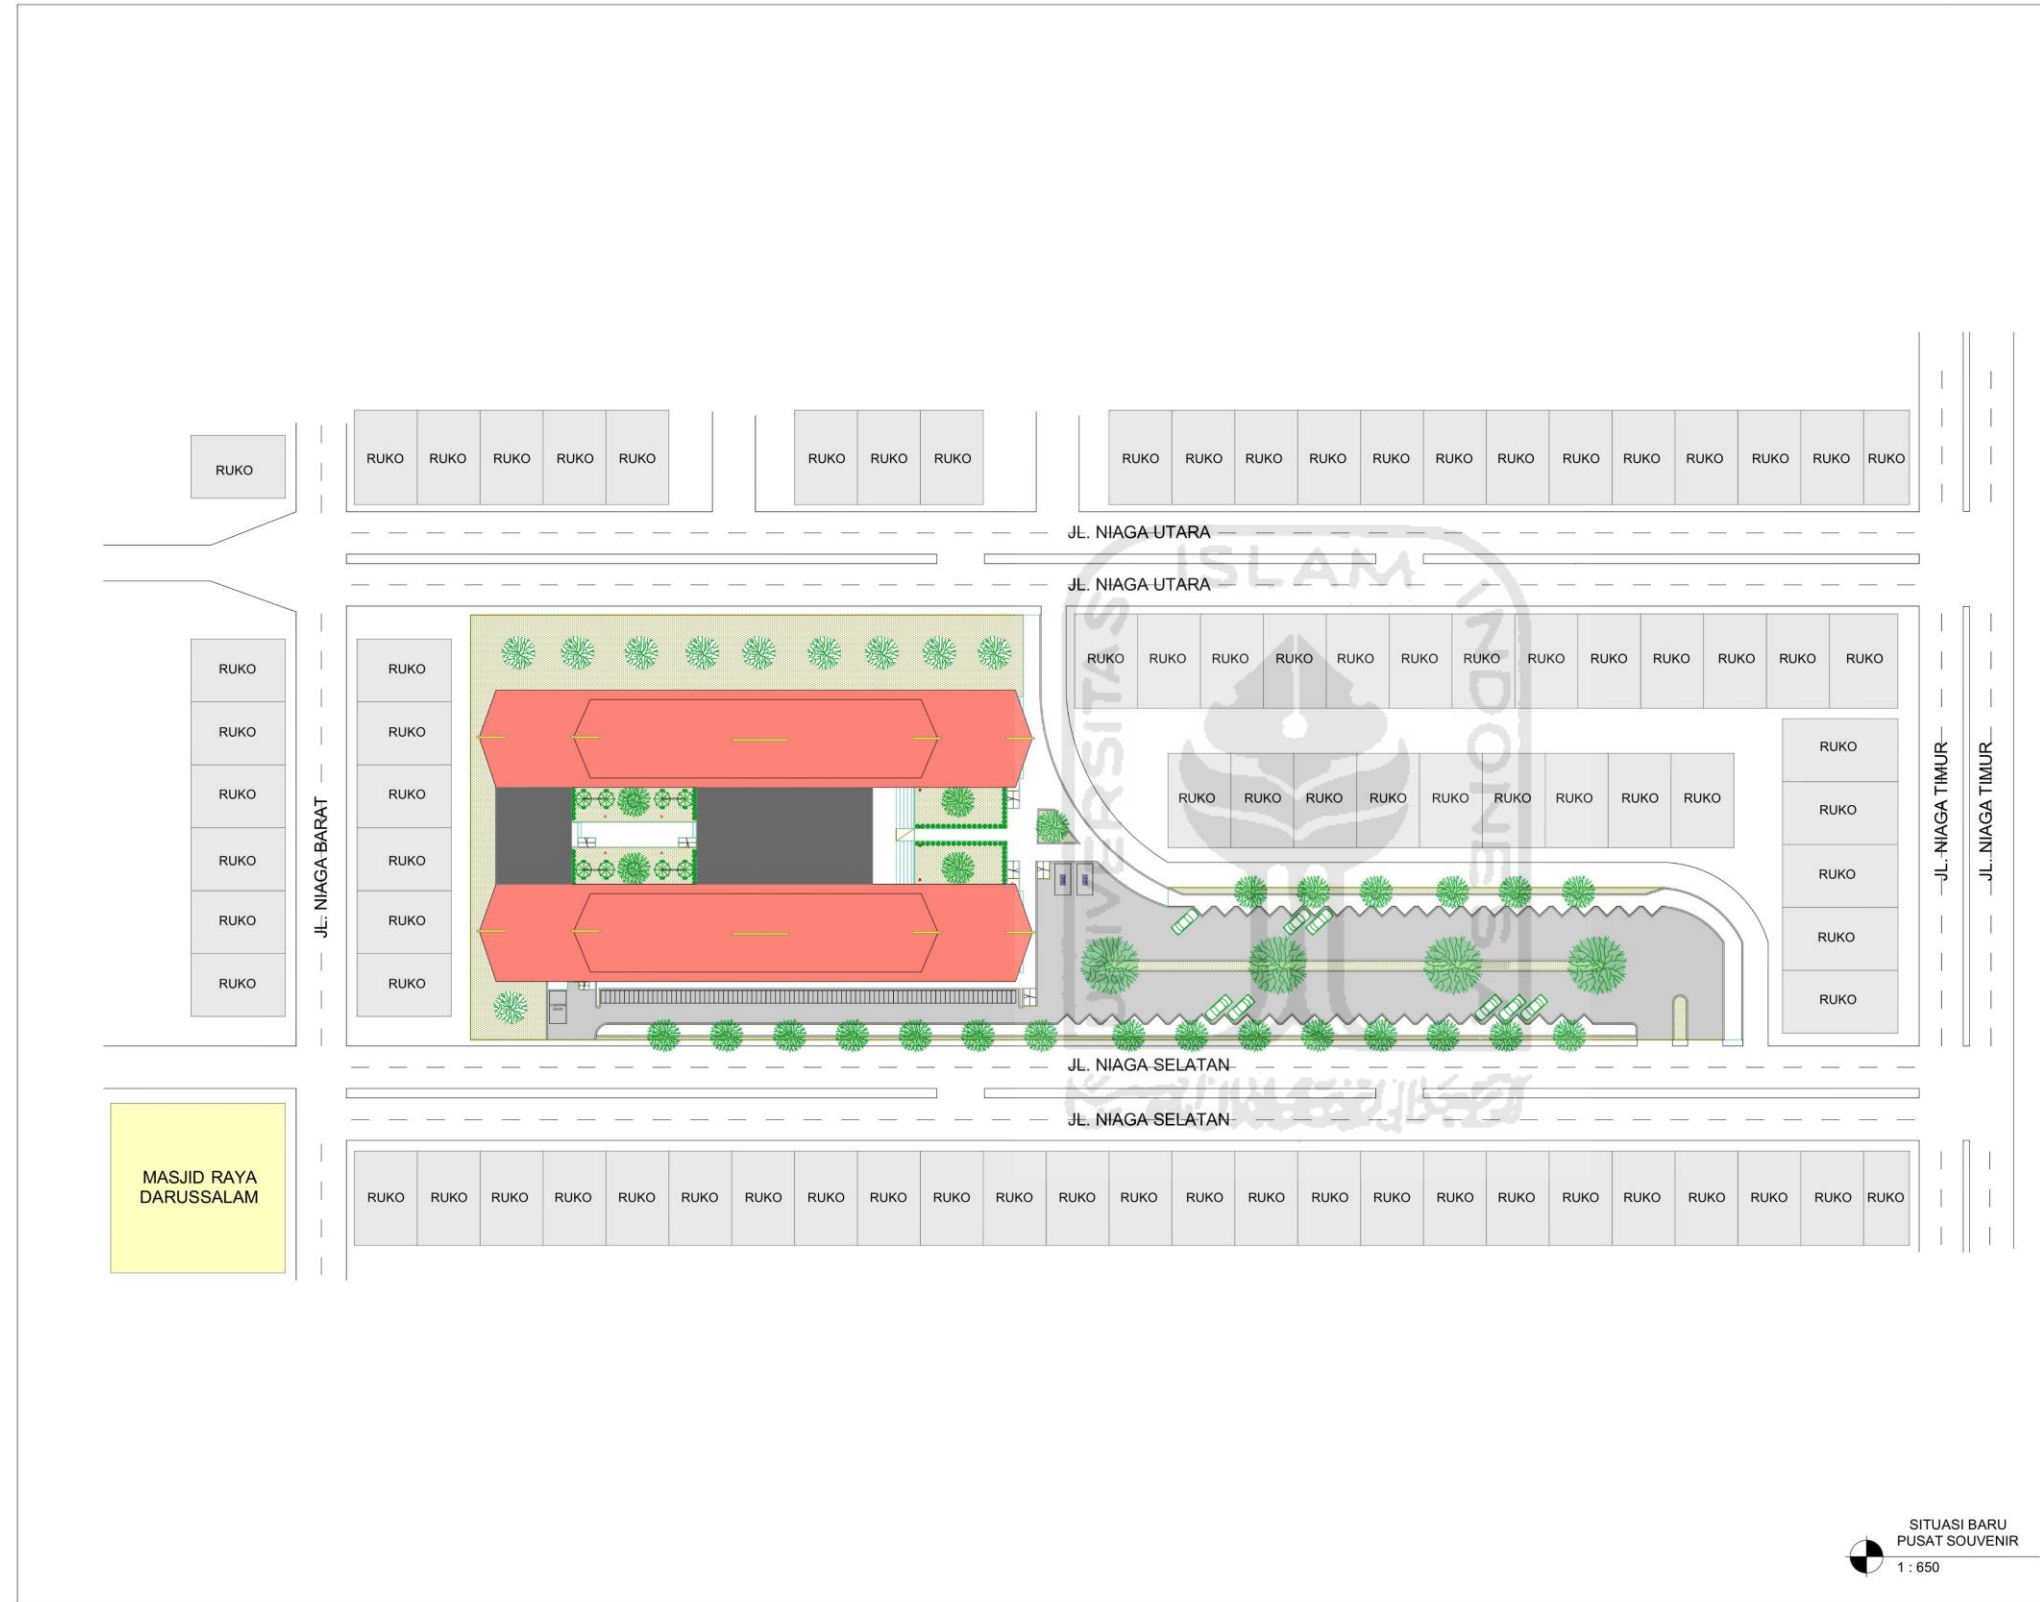 RUKO RUKO RUKO RUKO RUKO RUKO RUKO RUKO RUKO RUKO RUKO RUKO RUKO RUKO RUKO RUKO RUKO RUKO RUKO RUKO RUKO
RUKO
JL. NIAGA UTARA
ISLAM
JL. NIAGA UTARA
UNIVERSITAS
INDONESIA
RUKO RUKO RUKO RUKO RUKO RUKO RUKO RUKO RUKO RUKO RUKO RUKO RUKO
RUKO RUKO
RUKO RUKO
RUKO
RUKO RUKO
RUKO RUKO RUKO RUKO RUKO RUKO RUKO RUKO RUKO
RUKO
RUKO RUKO
RUKO
RUKO RUKO
RUKO
RUKO RUKO
RUKO
JL. NIAGA BARAT
JL. NIAGA TIMUR
JL. NIAGA TIMUR
JL. NIAGA SELATAN
JL. NIAGA SELATAN
MASJID RAYA
DARUSSALAM
RUKO RUKO RUKO RUKO RUKO RUKO RUKO RUKO RUKO RUKO RUKO RUKO RUKO RUKO RUKO RUKO RUKO RUKO RUKO RUKO RUKO RUKO RUKO RUKO RUKO
SITUASI BARU
PUSAT SOUVENIR
1 : 650